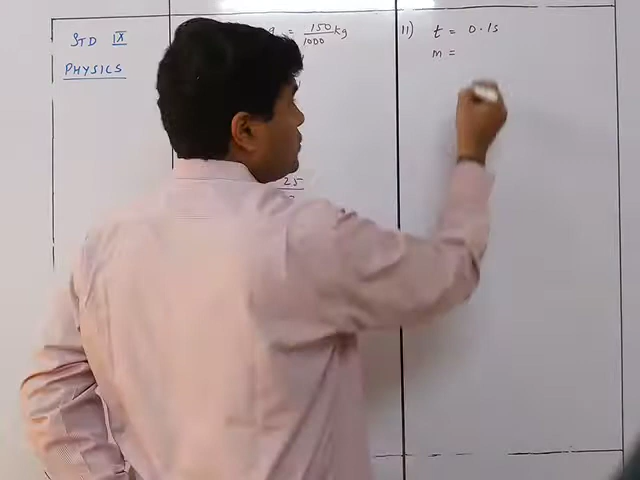 STD IX
PHYSICS
= 150/1000 kg
25
11) t = 0.1s
m =